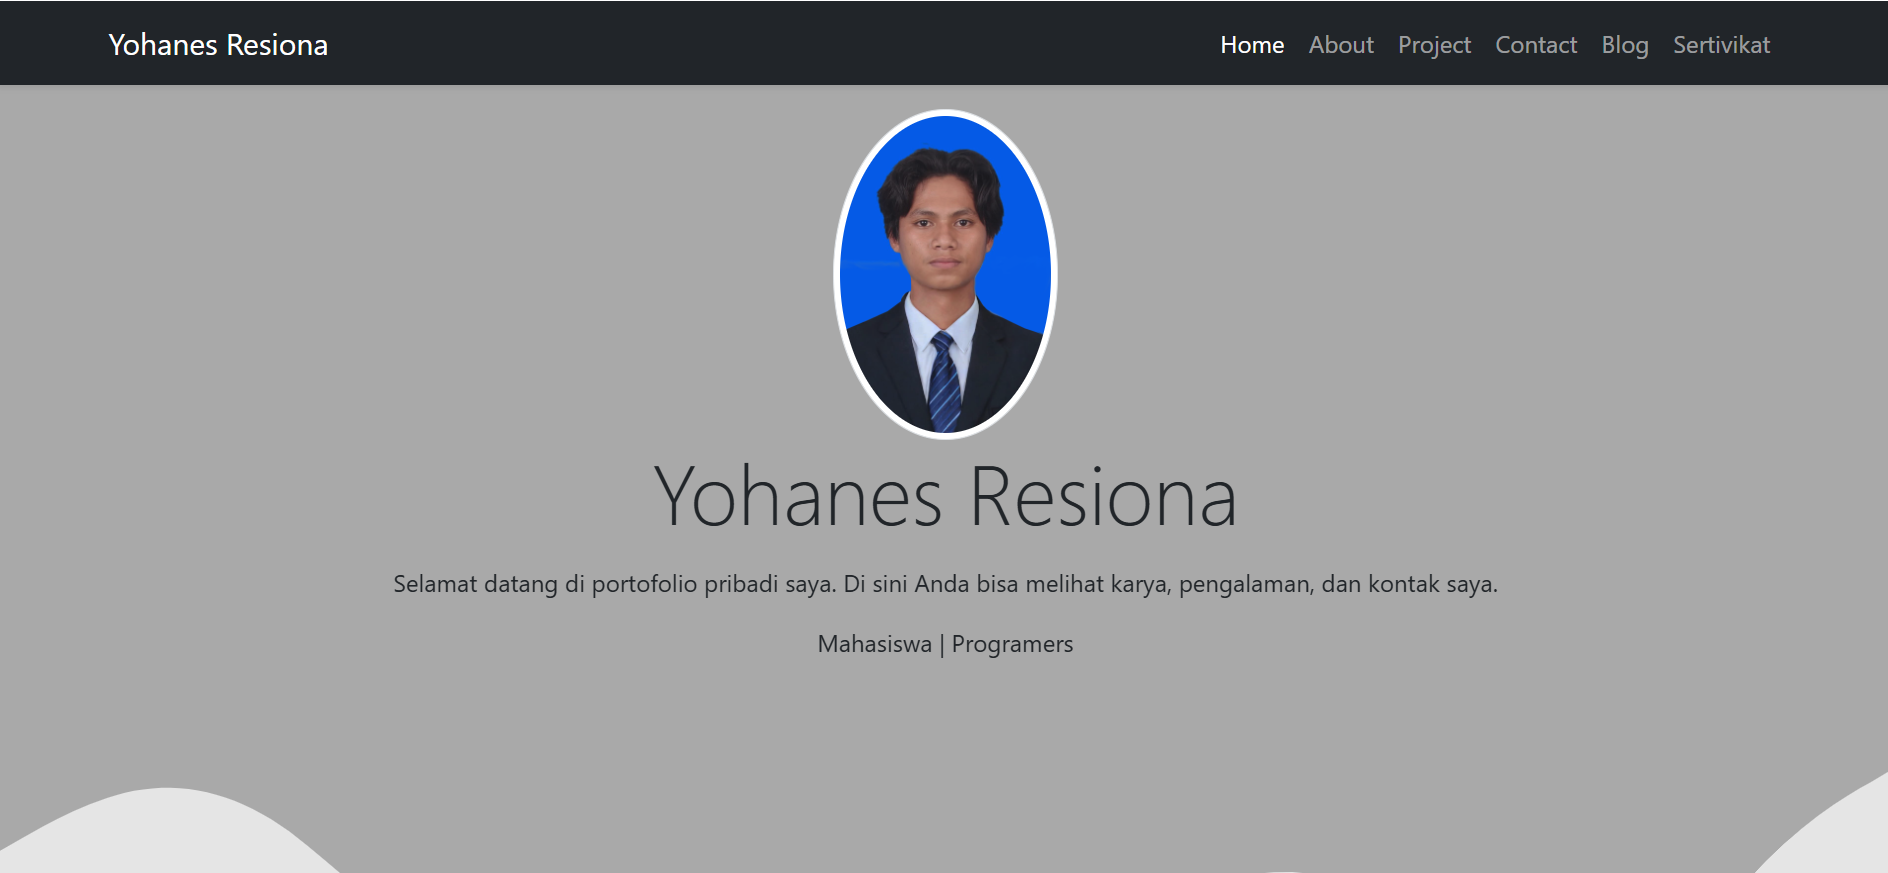 Yohanes Resiona
Home About Project Contact Blog Sertivikat
Yohanes Resiona
Selamat datang di portofolio pribadi saya. Di sini Anda bisa melihat karya, pengalaman, dan kontak saya.
Mahasiswa | Programers